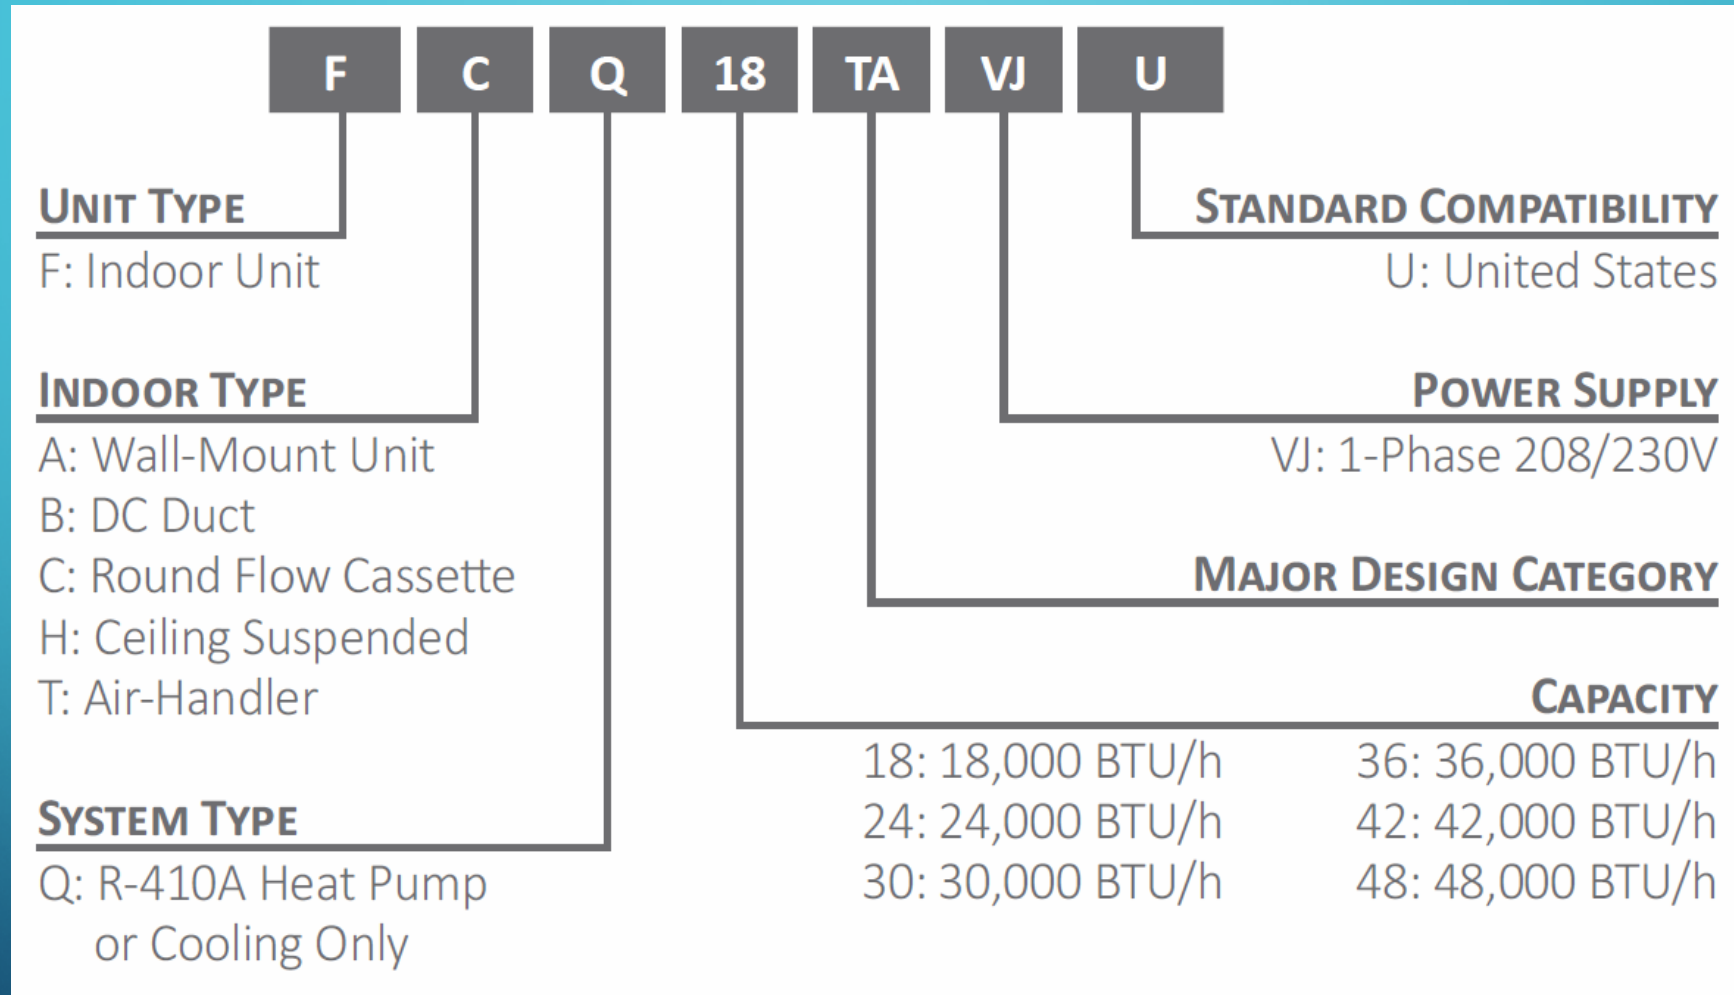 F C Q 18 TA VJ U
UNIT TYPE
F: Indoor Unit
INDOOR TYPE
A: Wall-Mount Unit
B: DC Duct
C: Round Flow Cassette
H: Ceiling Suspended
T: Air-Handler
SYSTEM TYPE
Q: R-410A Heat Pump
or Cooling Only
STANDARD COMPATIBILITY
U: United States
POWER SUPPLY
VJ: 1-Phase 208/230V
MAJOR DESIGN CATEGORY
CAPACITY
18: 18,000 BTU/h 36: 36,000 BTU/h
24: 24,000 BTU/h 42: 42,000 BTU/h
30: 30,000 BTU/h 48: 48,000 BTU/h